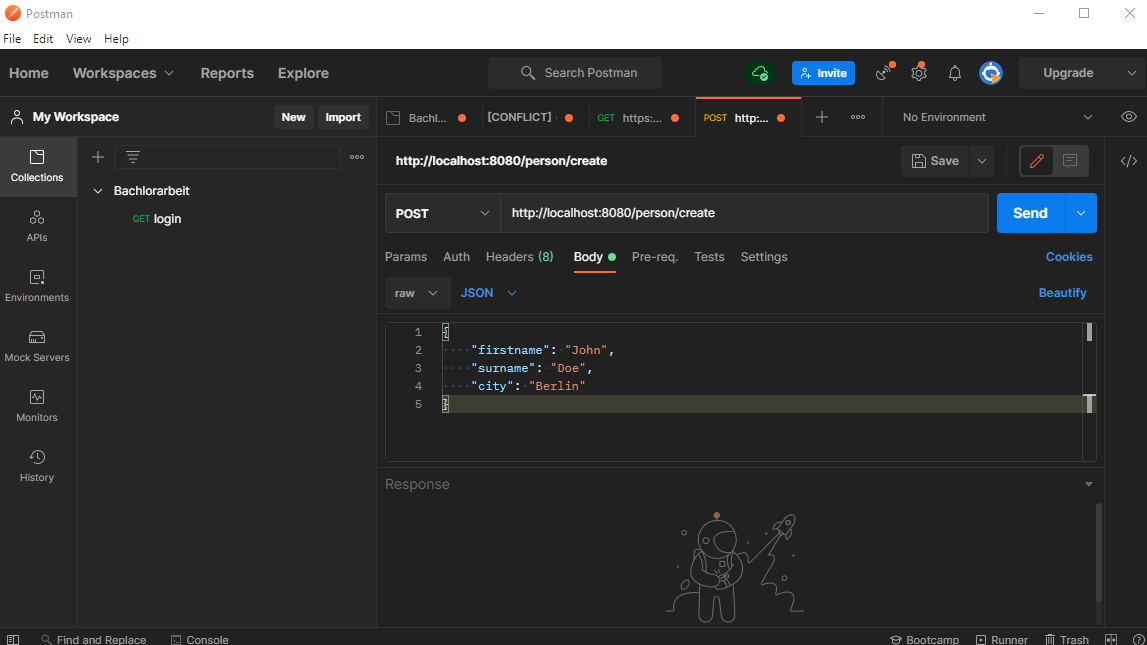 Postman
File Edit View Help
Home Workspaces Reports Explore Search Postman Invite Upgrade
My Workspace New Import
Bachl... [CONFLICT] GET https:... POST http:... No Environment
Collections
APIs
Environments
Mock Servers
Monitors
History
Bachlorarbeit
GET login
http://localhost:8080/person/create Save
POST http://localhost:8080/person/create Send
Params Auth Headers (8) Body Pre-req. Tests Settings Cookies
raw JSON Beautify
1 {
2 "firstname": "John",
3 "surname": "Doe",
4 "city": "Berlin"
5 }
Response
Find and Replace Console Bootcamp Runner Trash